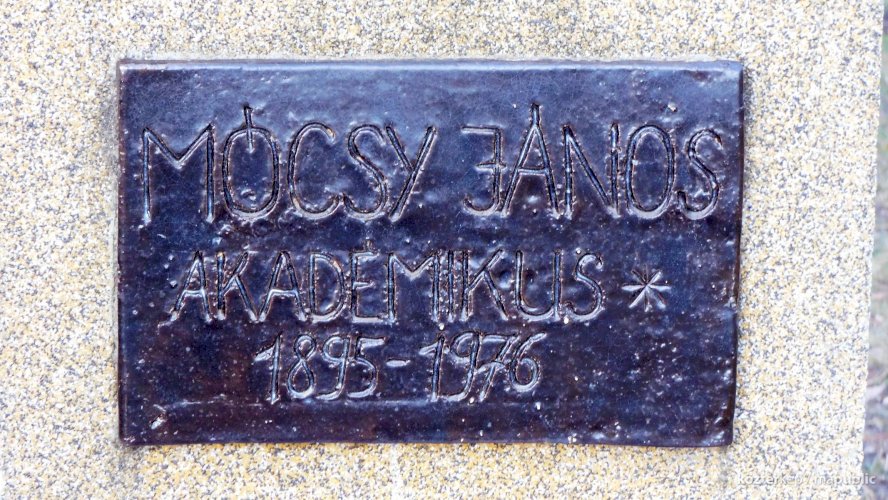 MÓCSY JÁNOS
AKADÉMIKUS *
1895-1976